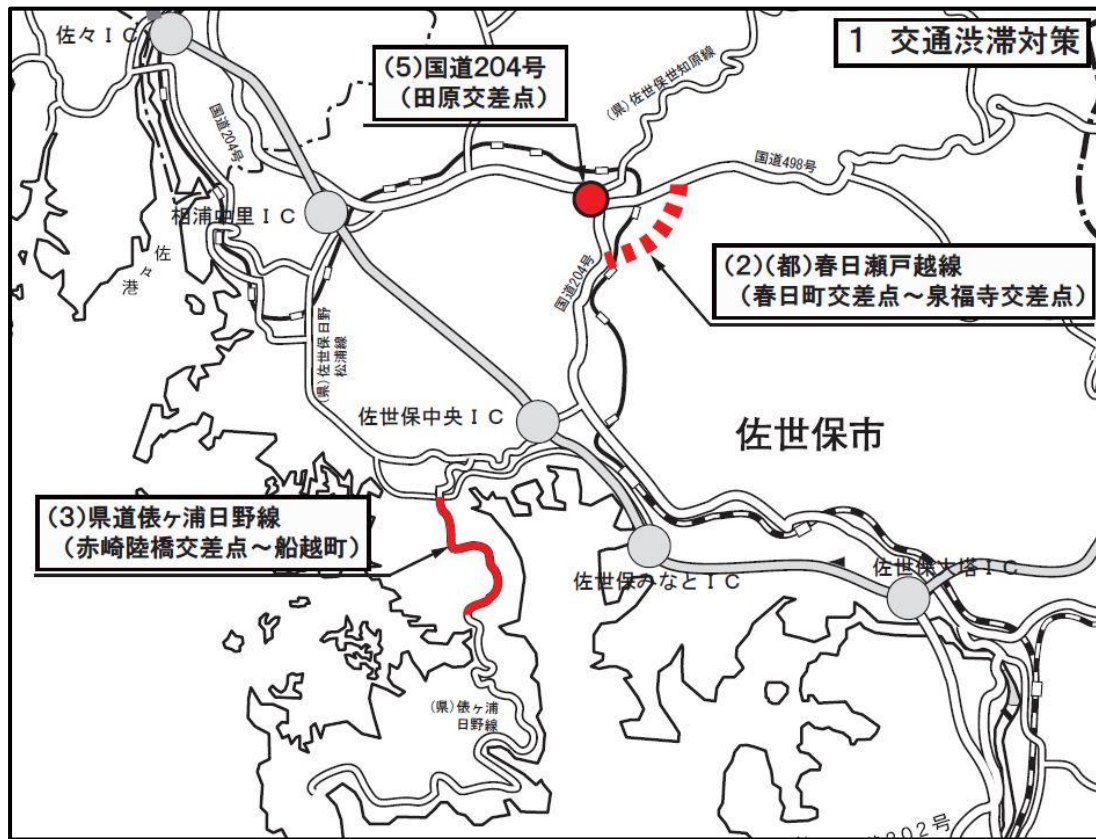 佐々IC
1 交通渋滞対策
(5)国道204号
(田原交差点)
(県)佐世保世知原線
国道204号
国道498号
相浦中里IC
佐々港
(2)(都)春日瀬戸越線
(春日町交差点～泉福寺交差点)
国道204号
(県)佐世保日野
松浦線
佐世保中央IC
佐世保市
(3)県道俵ヶ浦日野線
(赤崎陸橋交差点～船越町)
佐世保みなとIC
佐世保大塔IC
(県)俵ヶ浦
日野線
202号